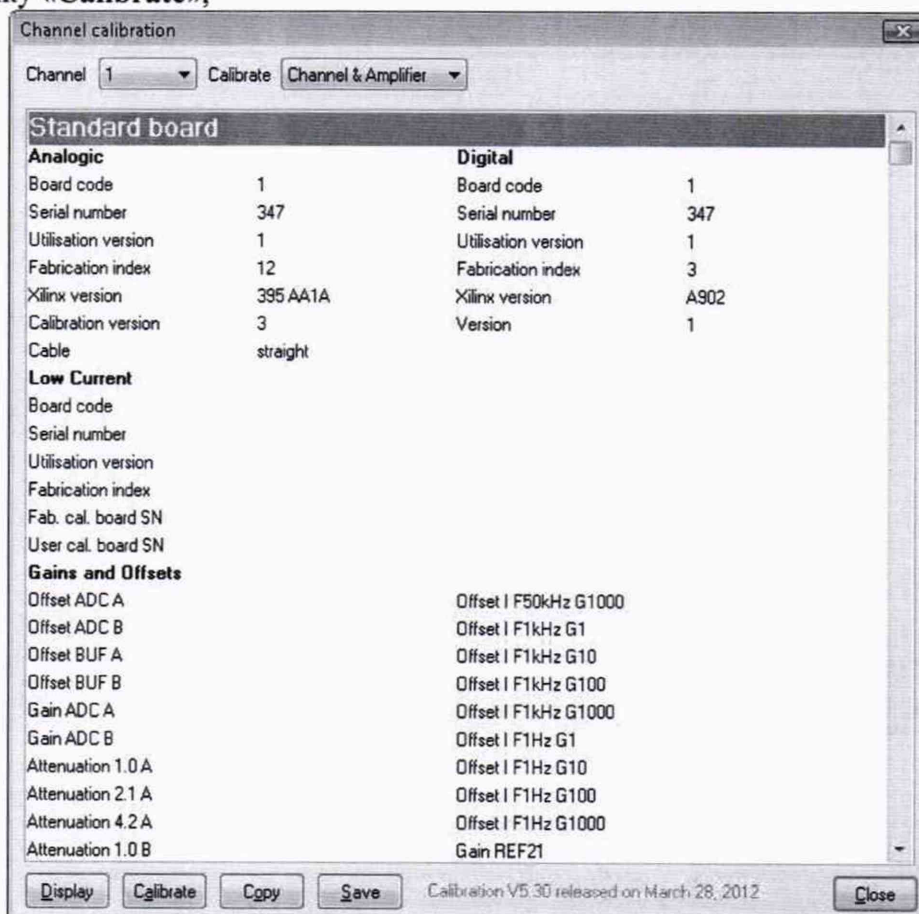 «Calibrate»,
Channel calibration
Channel 1 Calibrate Channel & Amplifier
Standard board
Analogic Digital
Board code 1 Board code 1
Serial number 347 Serial number 347
Utilisation version 1 Utilisation version 1
Fabrication index 12 Fabrication index 3
Xilinx version 395 AA1A Xilinx version A902
Calibration version 3 Version 1
Cable straight
Low Current
Board code
Serial number
Utilisation version
Fabrication index
Fab. cal. board SN
User cal. board SN
Gains and Offsets
Offset ADC A Offset I F50kHz G1000
Offset ADC B Offset I F1kHz G1
Offset BUF A Offset I F1kHz G10
Offset BUF B Offset I F1kHz G100
Gain ADC A Offset I F1kHz G1000
Gain ADC B Offset I F1Hz G1
Attenuation 1.0 A Offset I F1Hz G10
Attenuation 2.1 A Offset I F1Hz G100
Attenuation 4.2 A Offset I F1Hz G1000
Attenuation 1.0 B Gain REF21
Display Calibrate Copy Save Calibration V5.30 released on March 28, 2012 Close